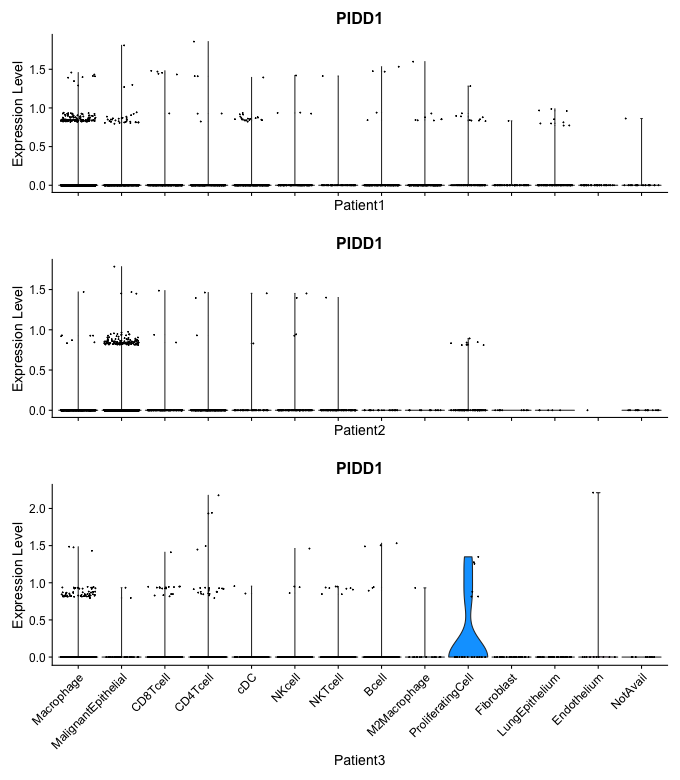 PIDD1
Expression Level
1.5
1.0
0.5
0.0
Patient1
PIDD1
Expression Level
1.5
1.0
0.5
0.0
Patient2
PIDD1
Expression Level
2.0
1.5
1.0
0.5
0.0
Macrophage
MalignantEpithelial
CD8Tcell
CD4Tcell
cDC
NKcell
NKTcell
Bcell
M2Macrophage
ProliferatingCell
Fibroblast
LungEpithelium
Endothelium
NotAvail
Patient3